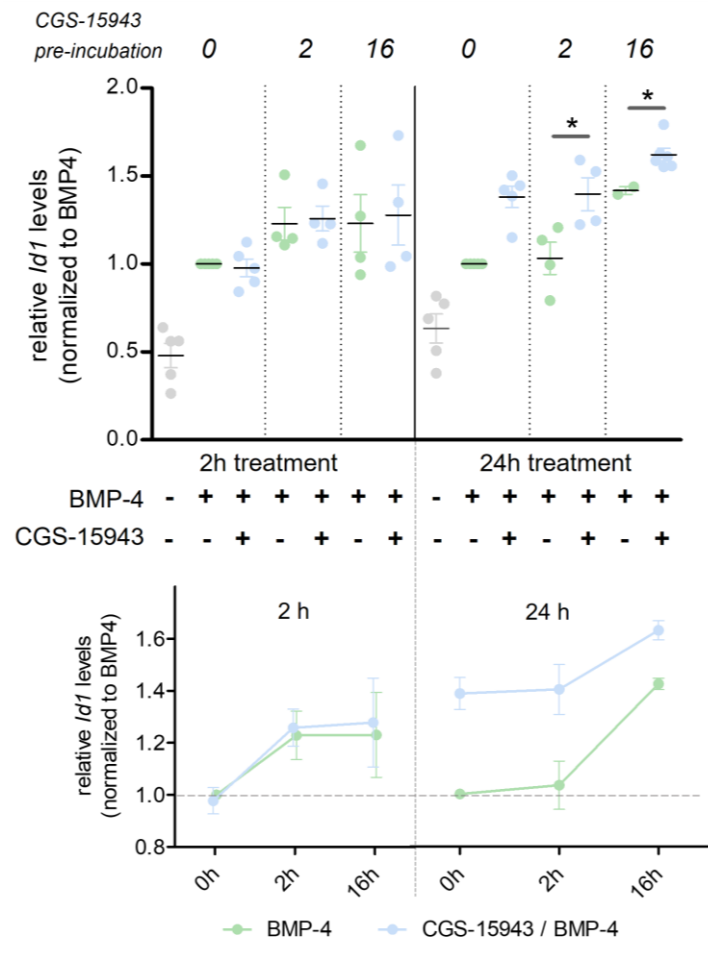 CGS-15943
pre-incubation 0 2 16 0 2 16
relative Id1 levels
(normalized to BMP4)
2.0
1.5
1.0
0.5
0.0
* *
2h treatment 24h treatment
BMP-4 - + + + + + + - + + + + + +
CGS-15943 - - + - + - + - - + - + - +
relative Id1 levels
(normalized to BMP4)
2 h 24 h
1.6
1.4
1.2
1.0
0.8
0h 2h 16h 0h 2h 16h
BMP-4 CGS-15943 / BMP-4